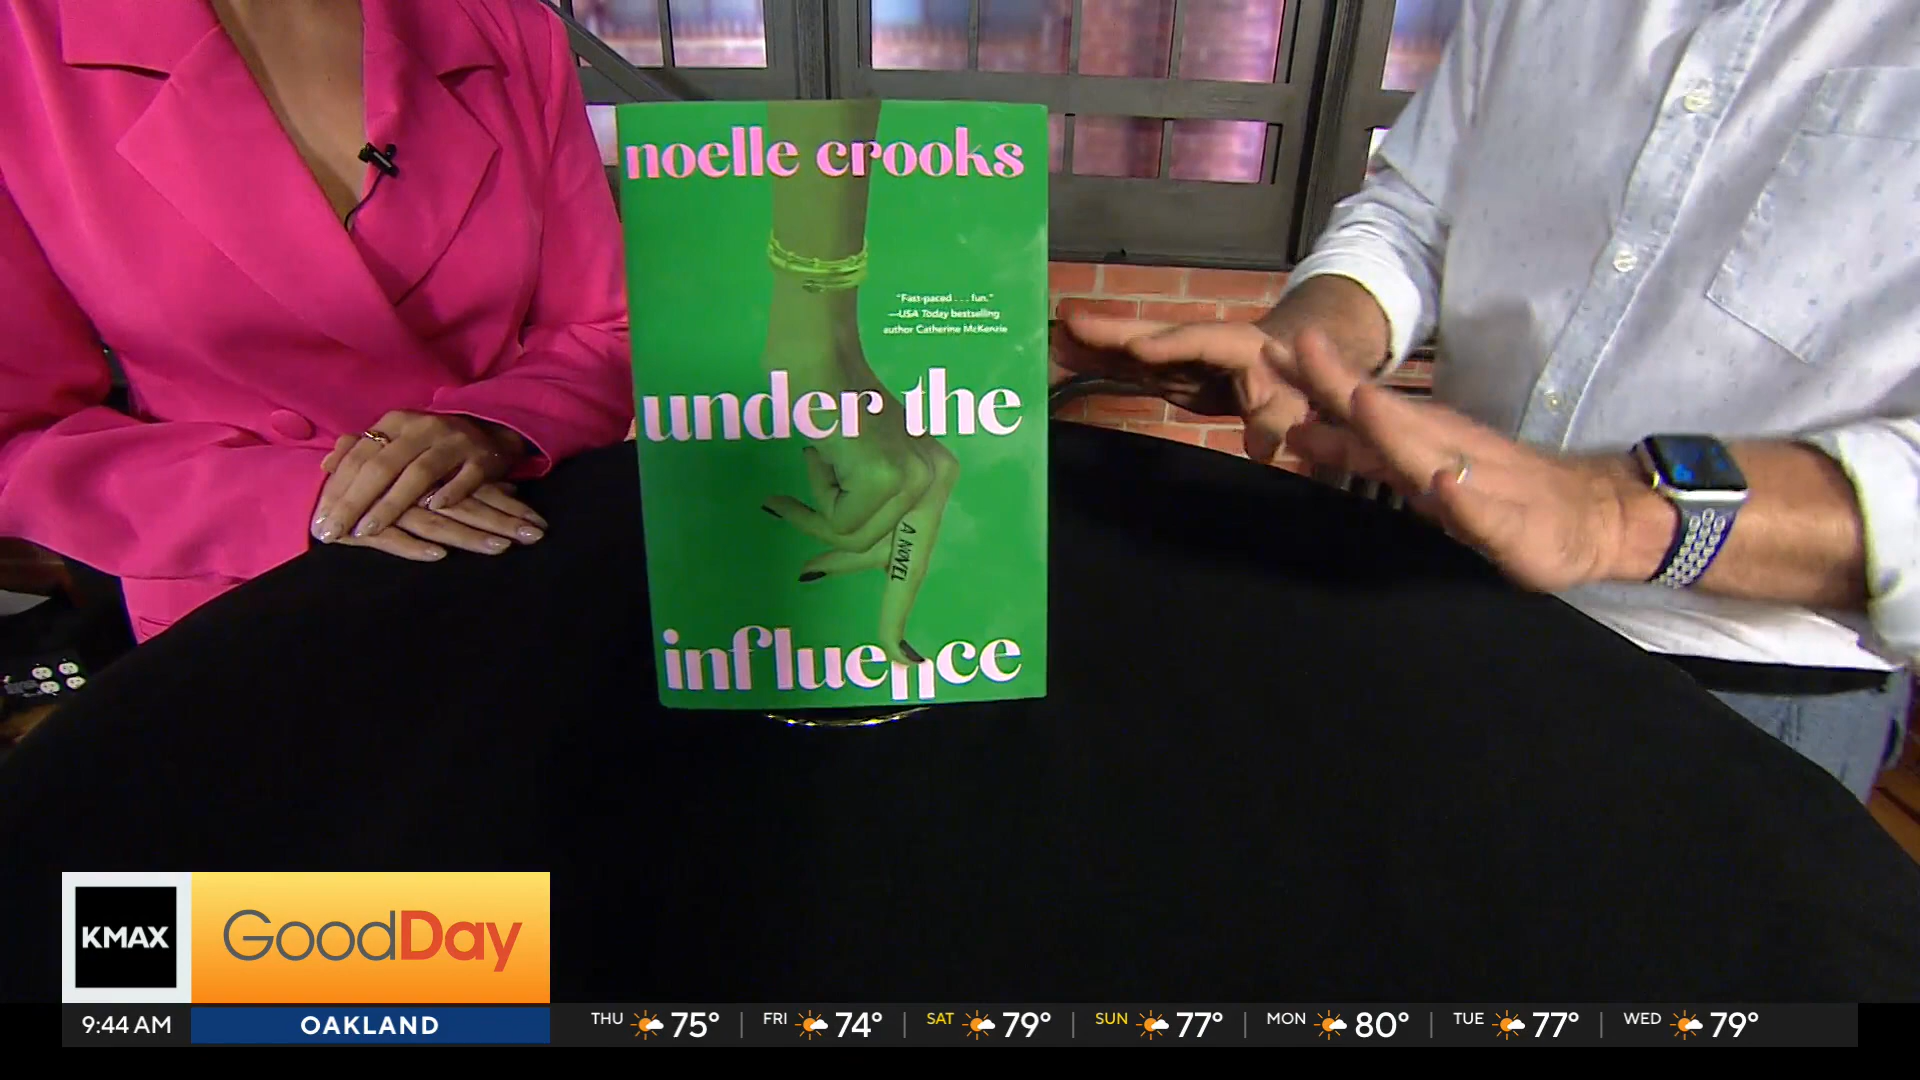 noelle crooks
"Fast-paced . . . fun."
—USA Today bestselling
author Catherine McKenzie
under the
A NOVEL
influence
KMAX
GoodDay
9:44 AM
OAKLAND
THU 75° | FRI 74° | SAT 79° | SUN 77° | MON 80° | TUE 77° | WED 79°